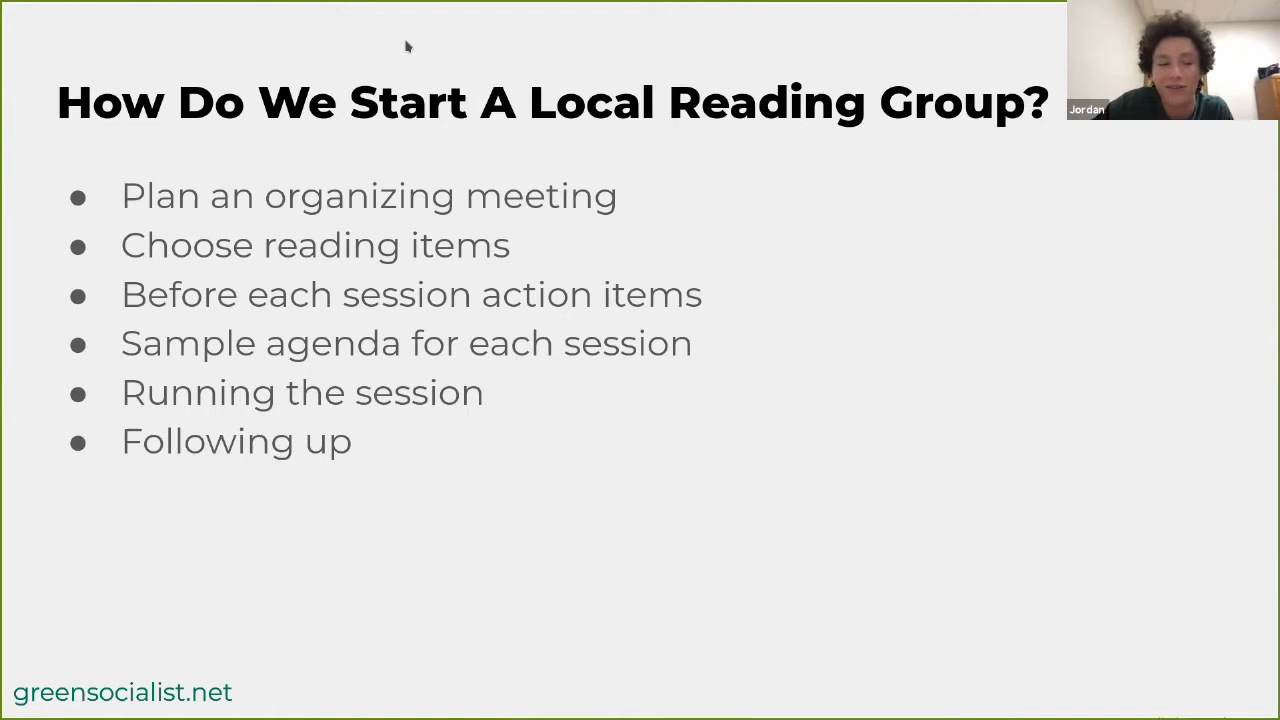 How Do We Start A Local Reading Group?
Jordan
● Plan an organizing meeting
● Choose reading items
● Before each session action items
● Sample agenda for each session
● Running the session
● Following up
greensocialist.net